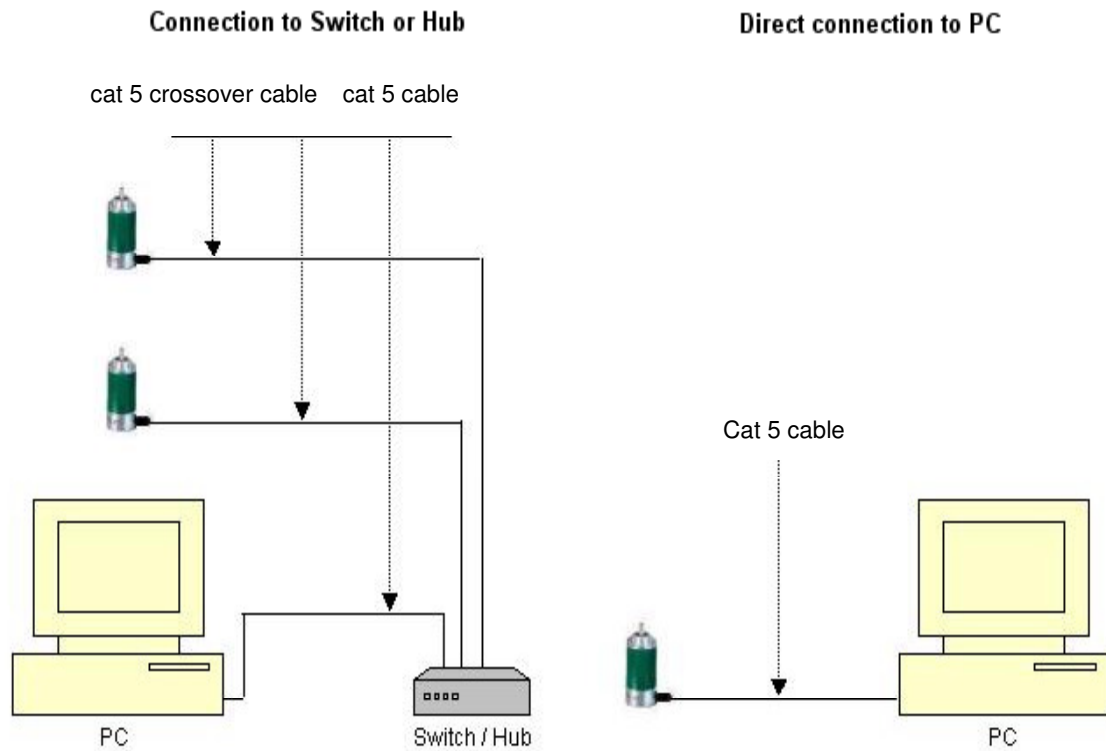 Connection to Switch or Hub
Direct connection to PC
cat 5 crossover cable
cat 5 cable
Cat 5 cable
PC
Switch / Hub
PC